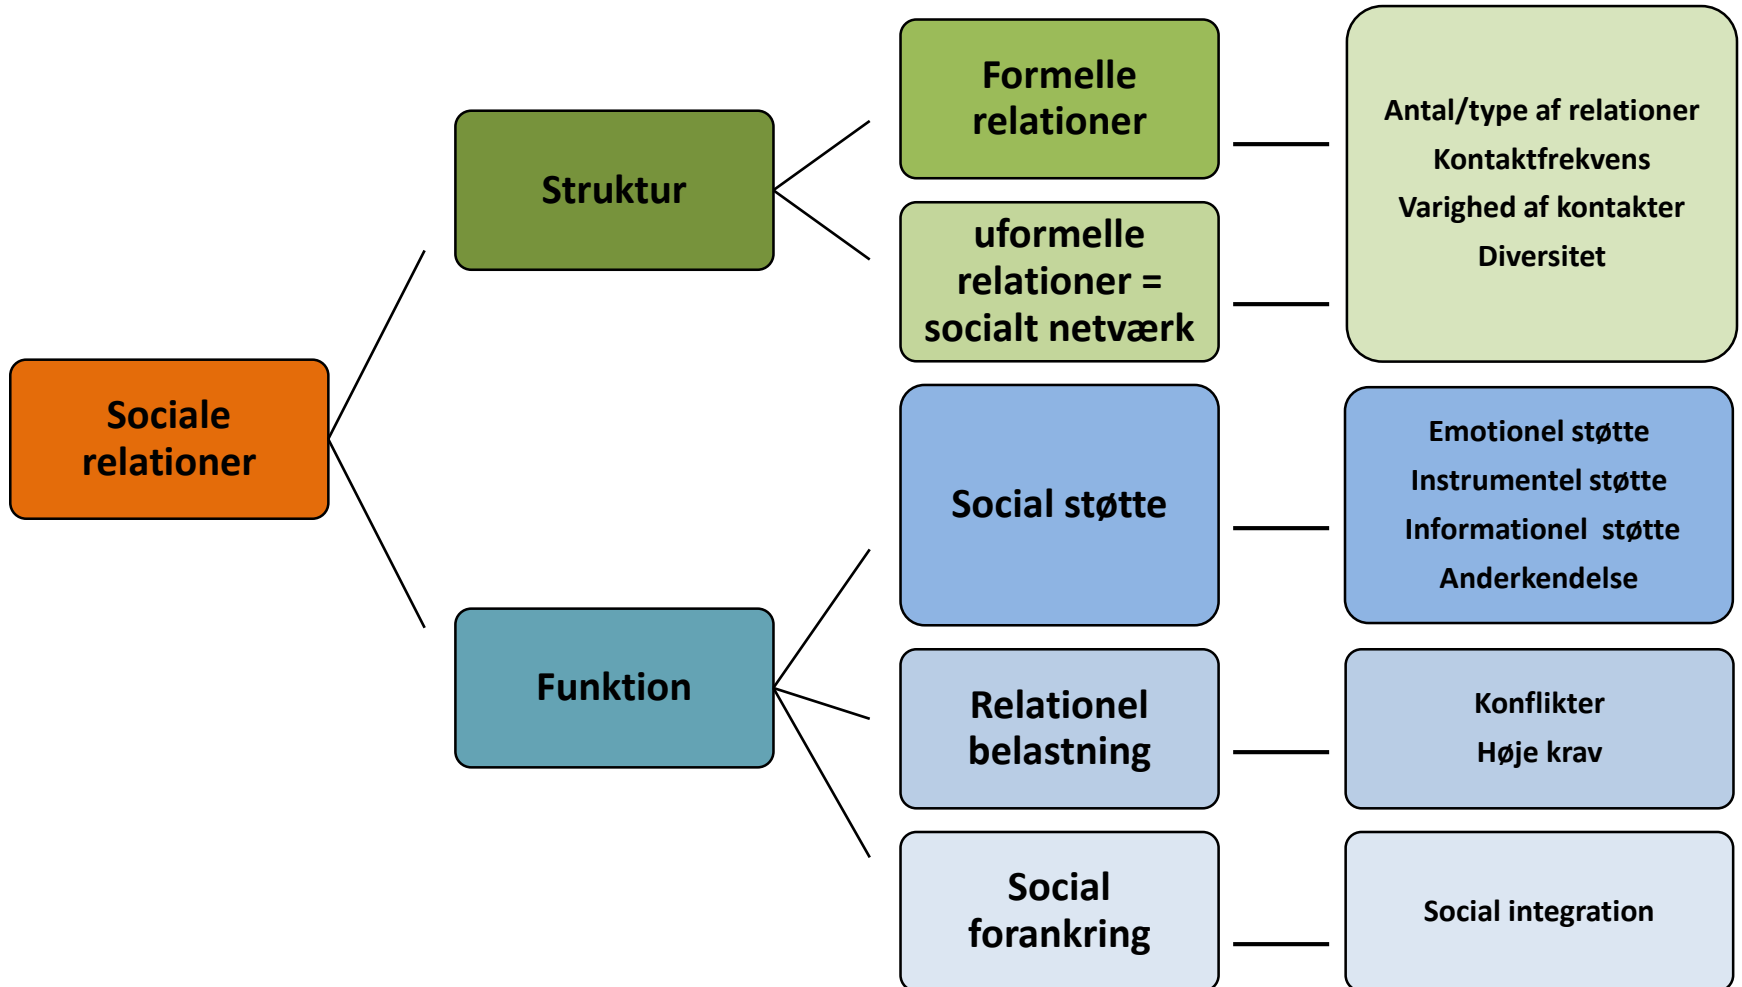 Sociale
relationer
Struktur
Funktion
Formelle
relationer
uformelle
relationer =
socialt netværk
Social støtte
Relationel
belastning
Social
forankring
Antal/type af relationer
Kontaktfrekvens
Varighed af kontakter
Diversitet
Emotionel støtte
Instrumentel støtte
Informationel  støtte
Anderkendelse
Konflikter
Høje krav
Social integration